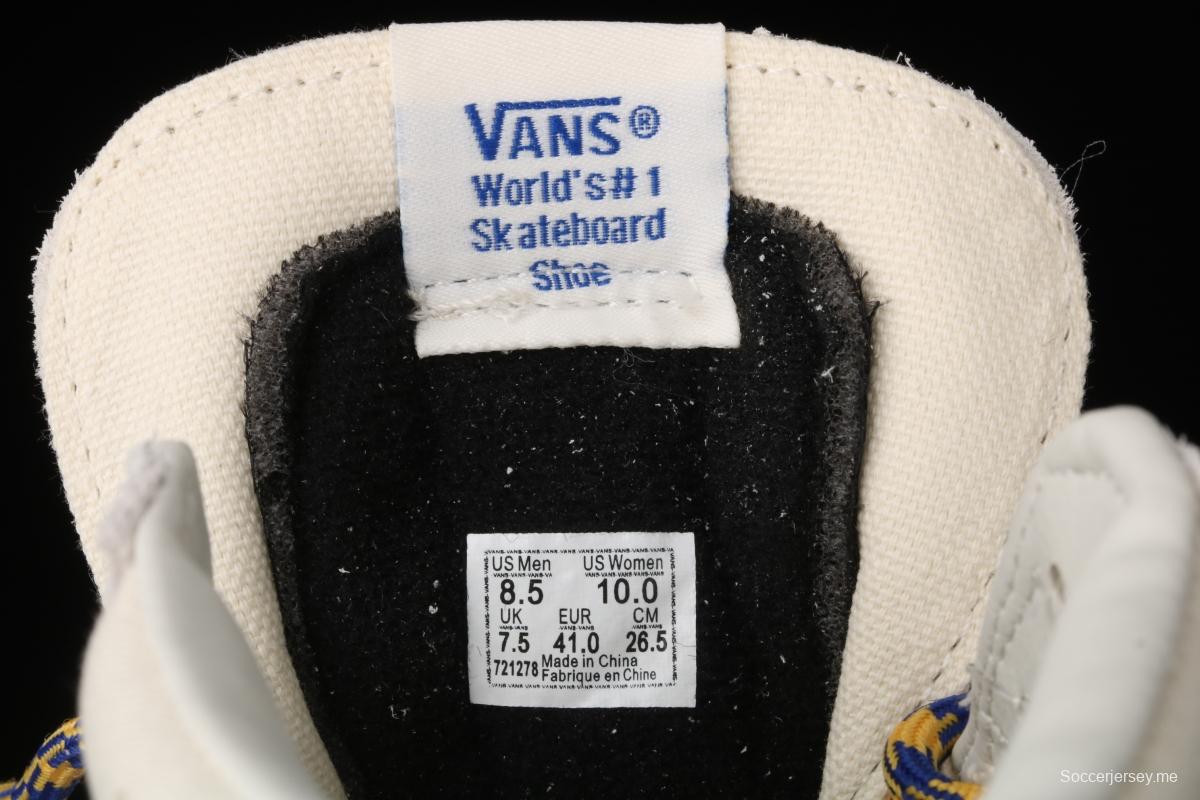 VANS®
World's# 1
Skateboard
Shoe
US Men US Women
8.5 10.0
UK EUR CM
7.5 41.0 26.5
721278 Made in China
Fabrique en Chine
Soccerjersey.me